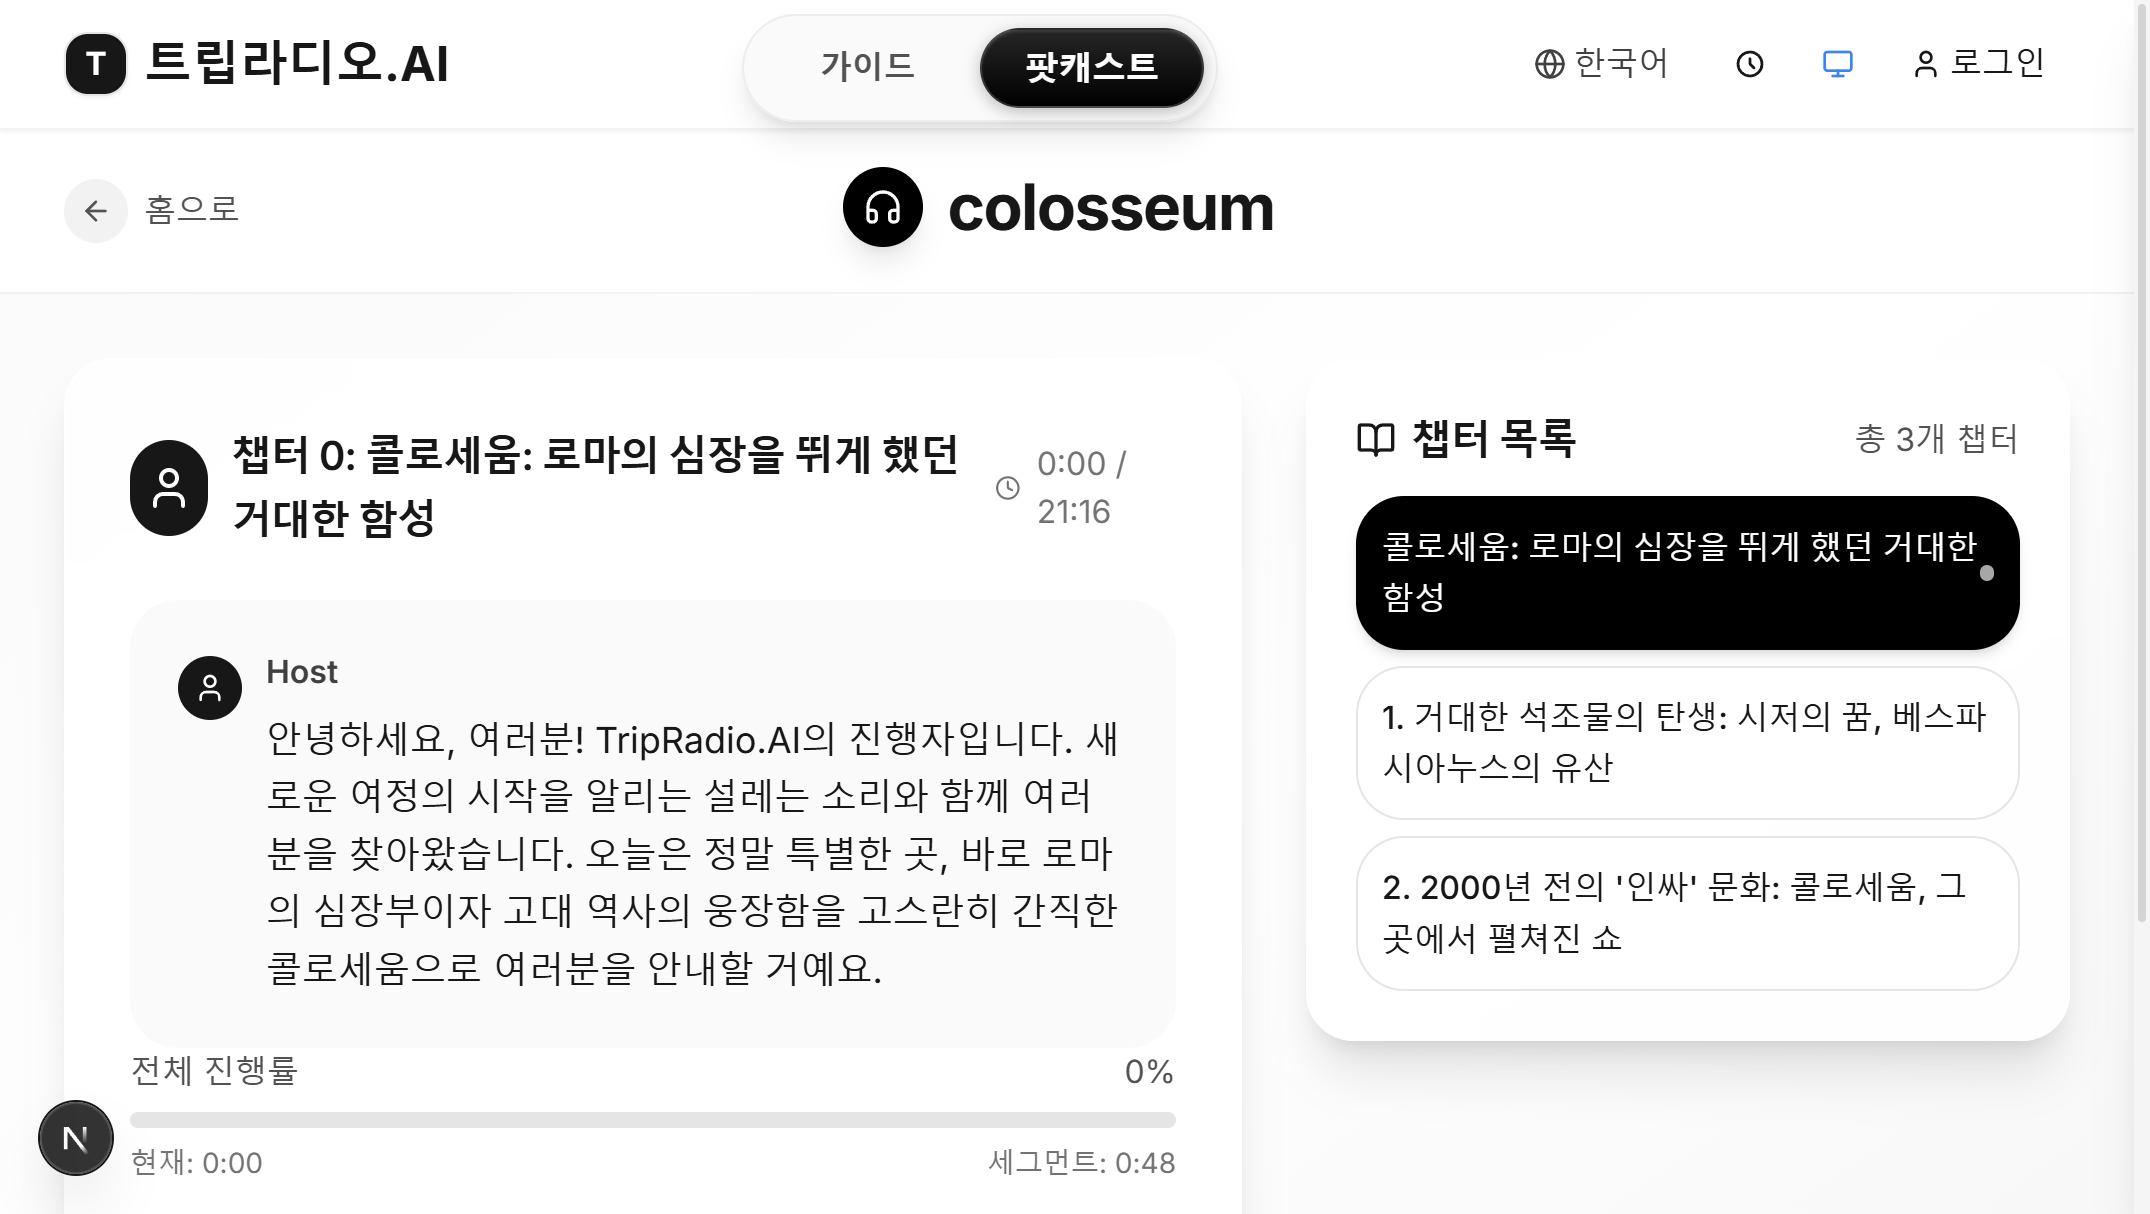 T 트립라디오.AI
가이드
팟캐스트
한국어
로그인
홈으로
colosseum
챕터 0: 콜로세움: 로마의 심장을 뛰게 했던
거대한 함성
0:00 /
21:16
Host
안녕하세요, 여러분! TripRadio.AI의 진행자입니다. 새
로운 여정의 시작을 알리는 설레는 소리와 함께 여러
분을 찾아왔습니다. 오늘은 정말 특별한 곳, 바로 로마
의 심장부이자 고대 역사의 웅장함을 고스란히 간직한
콜로세움으로 여러분을 안내할 거예요.
전체 진행률
0%
현재: 0:00
세그먼트: 0:48
N
챕터 목록
총 3개 챕터
콜로세움: 로마의 심장을 뛰게 했던 거대한
함성
1. 거대한 석조물의 탄생: 시저의 꿈, 베스파
시아누스의 유산
2. 2000년 전의 '인싸' 문화: 콜로세움, 그
곳에서 펼쳐진 쇼